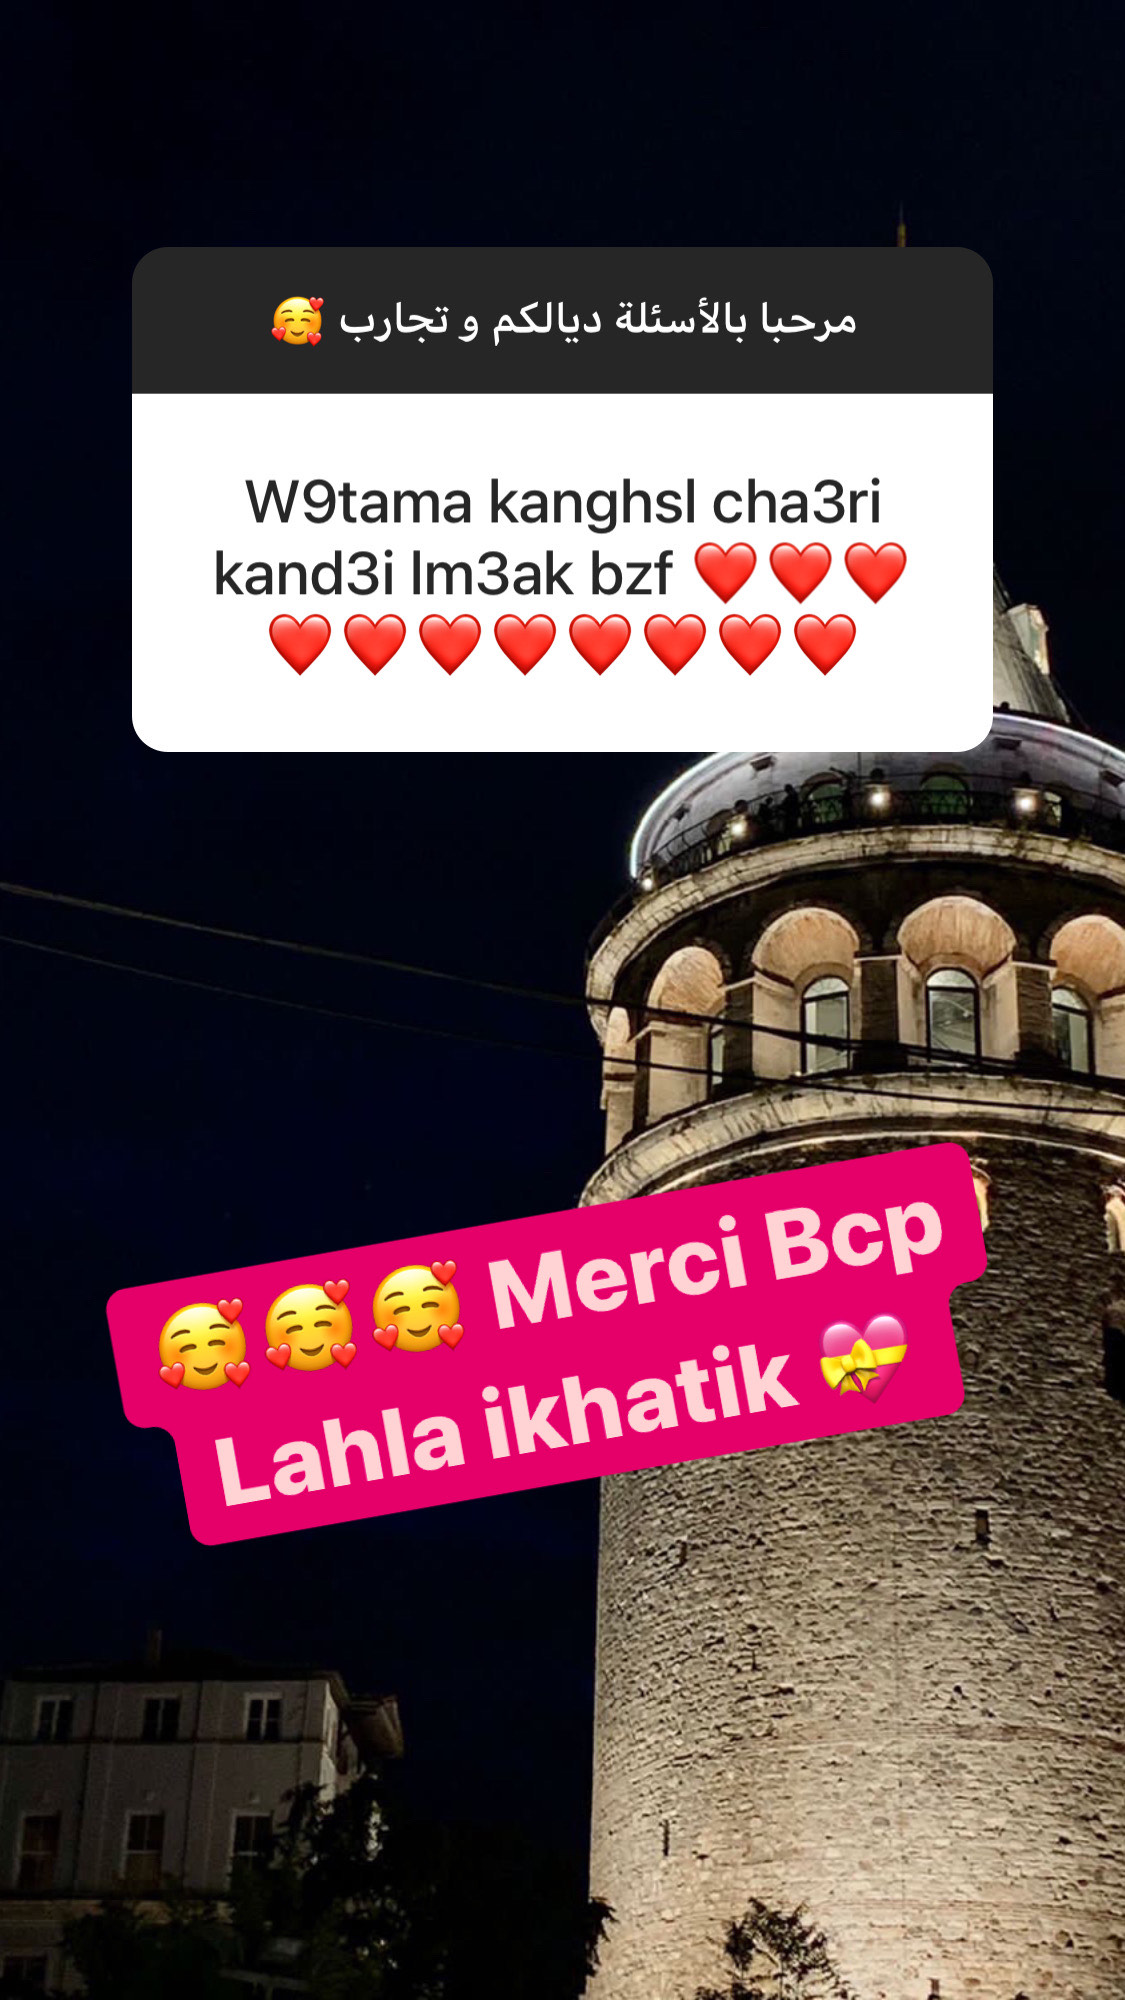 مرحبا بالأسئلة ديالكم و تجارب 🥰
W9tama kanghsl cha3ri
kand3i lm3ak bzf ❤️❤️❤️
❤️❤️❤️❤️❤️❤️❤️❤️
🥰🥰🥰 Merci Bcp
Lahla ikhatik 💝